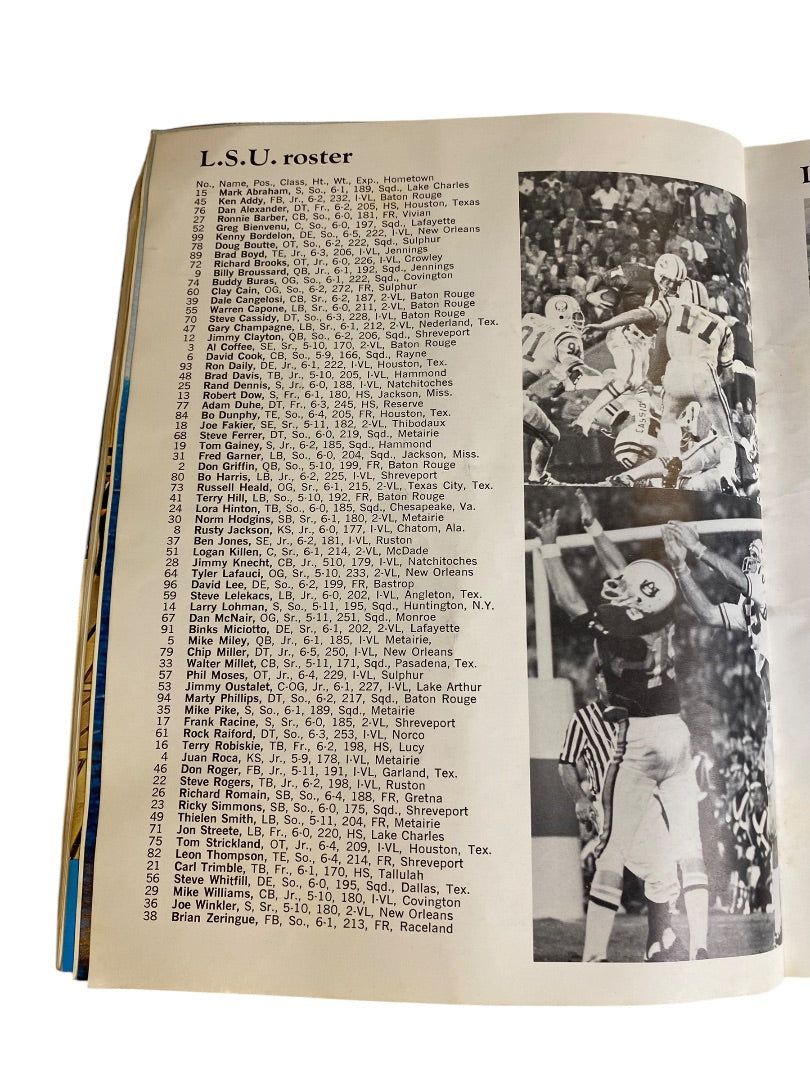 L.S.U. roster
No., Name, Pos., Class, Ht., Wt., Exp., Hometown
15 Mark Abraham, S, So., 6-1, 189, Sqd., Lake Charles
45 Ken Addy, FB, Jr., 6-2, 232, I-VL, Baton Rouge
76 Dan Alexander, DT, Fr., 6-2, 205, HS, Houston, Texas
27 Ronnie Barber, CB, So., 6-0, 181, FR, Vivian
52 Greg Bienvenu, C, So., 6-0, 197, Sqd., Lafayette
99 Kenny Bordelon, DE, So., 6-5, 222, I-VL, New Orleans
78 Doug Boutte, OT, So., 6-2, 222, Sqd., Sulphur
89 Brad Boyd, TE, Jr., 6-3, 206, I-VL, Jennings
72 Richard Brooks, OT, Jr., 6-0, 226, I-VL, Crowley
9 Billy Broussard, QB, Jr., 6-1, 192, Sqd., Jennings
74 Buddy Buras, OG, So., 6-1, 222, Sqd., Covington
60 Clay Cain, OG, So., 6-2, 272, FR, Sulphur
39 Dale Cangelosi, CB, Sr., 6-2, 187, 2-VL, Baton Rouge
55 Warren Capone, LB, Sr., 6-0, 211, 2-VL, Baton Rouge
70 Steve Cassidy, DT, So., 6-3, 228, I-VL, Baton Rouge
47 Gary Champagne, LB, Sr., 6-1, 212, 2-VL, Nederland, Tex.
12 Jimmy Clayton, QB, So., 6-2, 206, Sqd., Shreveport
3 Al Coffee, SE, Sr., 5-10, 170, 2-VL, Baton Rouge
6 David Cook, CB, So., 5-9, 166, Sqd., Rayne
93 Ron Daily, DE, Jr., 6-1, 222, I-VL, Houston, Tex.
48 Brad Davis, TB, Jr., 5-10, 205, I-VL, Hammond
25 Rand Dennis, S, Jr., 6-0, 188, I-VL, Natchitoches
13 Robert Dow, S, Fr., 6-1, 180, HS, Jackson, Miss.
77 Adam Duhe, DT, Fr., 6-3, 245, HS, Reserve
84 Bo Dunphy, TE, So., 6-4, 205, FR, Houston, Tex.
18 Joe Fakier, SE, Sr., 5-11, 182, 2-VL, Thibodaux
68 Steve Ferrer, DT, So., 6-0, 219, Sqd., Metairie
19 Tom Gainey, S, Jr., 6-2, 185, Sqd., Hammond
31 Fred Garner, LB, So., 6-0, 204, Sqd., Jackson, Miss.
2 Don Griffin, QB, So., 5-10, 199, FR, Baton Rouge
80 Bo Harris, LB, Jr., 6-2, 225, I-VL, Shreveport
73 Russell Heald, OG, Sr., 6-1, 215, 2-VL, Texas City, Tex.
41 Terry Hill, LB, So., 5-10, 192, FR, Baton Rouge
24 Lora Hinton, TB, So., 6-0, 185, Sqd., Chesapeake, Va.
30 Norm Hodgins, SB, Sr., 6-1, 180, 2-VL, Metairie
8 Rusty Jackson, KS, Jr., 6-0, 177, I-VL, Chatom, Ala.
37 Ben Jones, SE, Jr., 6-2, 181, I-VL, Ruston
51 Logan Killen, C, Sr., 6-1, 214, 2-VL, McDade
28 Jimmy Knecht, CB, Jr., 510, 179, I-VL, Natchitoches
64 Tyler Lafauci, OG, Sr., 5-10, 233, 2-VL, New Orleans
96 David Lee, DE, So., 6-2, 199, FR, Bastrop
59 Steve Lelekacs, LB, Jr., 6-0, 202, I-VL, Angleton, Tex.
14 Larry Lohman, S, So., 5-11, 195, Sqd., Huntington, N.Y.
67 Dan McNair, OG, Sr., 5-11, 251, Sqd., Monroe
91 Binks Miciotto, DE, Sr., 6-1, 202, 2-VL, Lafayette
5 Mike Miley, QB, Jr., 6-1, 185, I-VL, Metairie,
79 Chip Miller, DT, Jr., 6-5, 250, I-VL, New Orleans
33 Walter Millet, CB, Sr., 5-11, 171, Sqd., Pasadena, Tex.
57 Phil Moses, OT, Jr., 6-4, 229, I-VL, Sulphur
53 Jimmy Oustalet, C-OG, Jr., 6-1, 227, I-VL, Lake Arthur
94 Marty Phillips, DT, So., 6-2, 217, Sqd., Baton Rouge
35 Mike Pike, S, So., 6-1, 189, Sqd., Metairie
17 Frank Racine, S, Sr., 6-0, 185, 2-VL, Shreveport
61 Rock Raiford, DT, So., 6-3, 253, I-VL, Norco
16 Terry Robiskie, TB, Fr., 6-2, 198, HS, Lucy
4 Juan Roca, KS, Jr., 5-9, 178, I-VL, Metairie
46 Don Roger, FB, Jr., 5-11, 191, I-VL, Garland, Tex.
22 Steve Rogers, TB, Jr., 6-2, 198, I-VL, Ruston
26 Richard Romain, SB, So., 6-4, 188, FR, Gretna
23 Ricky Simmons, SB, So., 6-0, 175, Sqd., Shreveport
49 Thielen Smith, LB, So., 5-11, 204, FR, Metairie
71 Jon Streete, LB, Fr., 6-0, 220, HS, Lake Charles
75 Tom Strickland, OT, Jr., 6-4, 209, I-VL, Houston, Tex.
82 Leon Thompson, TE, So., 6-4, 214, FR, Shreveport
21 Carl Trimble, TB, Fr., 6-1, 170, HS, Tallulah
56 Steve Whitfill, DE, So., 6-0, 195, Sqd., Dallas, Tex.
29 Mike Williams, CB, Jr., 5-10, 180, I-VL, Covington
36 Joe Winkler, S, Sr., 5-10, 180, 2-VL, New Orleans
38 Brian Zeringue, FB, So., 6-1, 213, FR, Raceland
17
CASSIDY